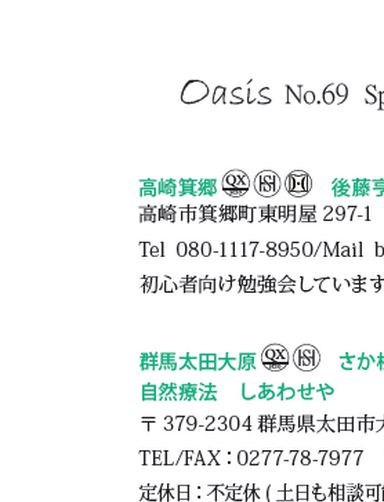 Oasis No.69 Sp
高崎箕郷 QX H H 後藤亨
高崎市箕郷町東明屋 297-1
Tel 080-1117-8950/Mail b
初心者向け勉強会しています
群馬太田大原 QX H さか
自然療法 しあわせや
〒379-2304 群馬県太田市大
TEL/FAX：0277-78-7977
定休日：不定休 ( 土日も相談可能